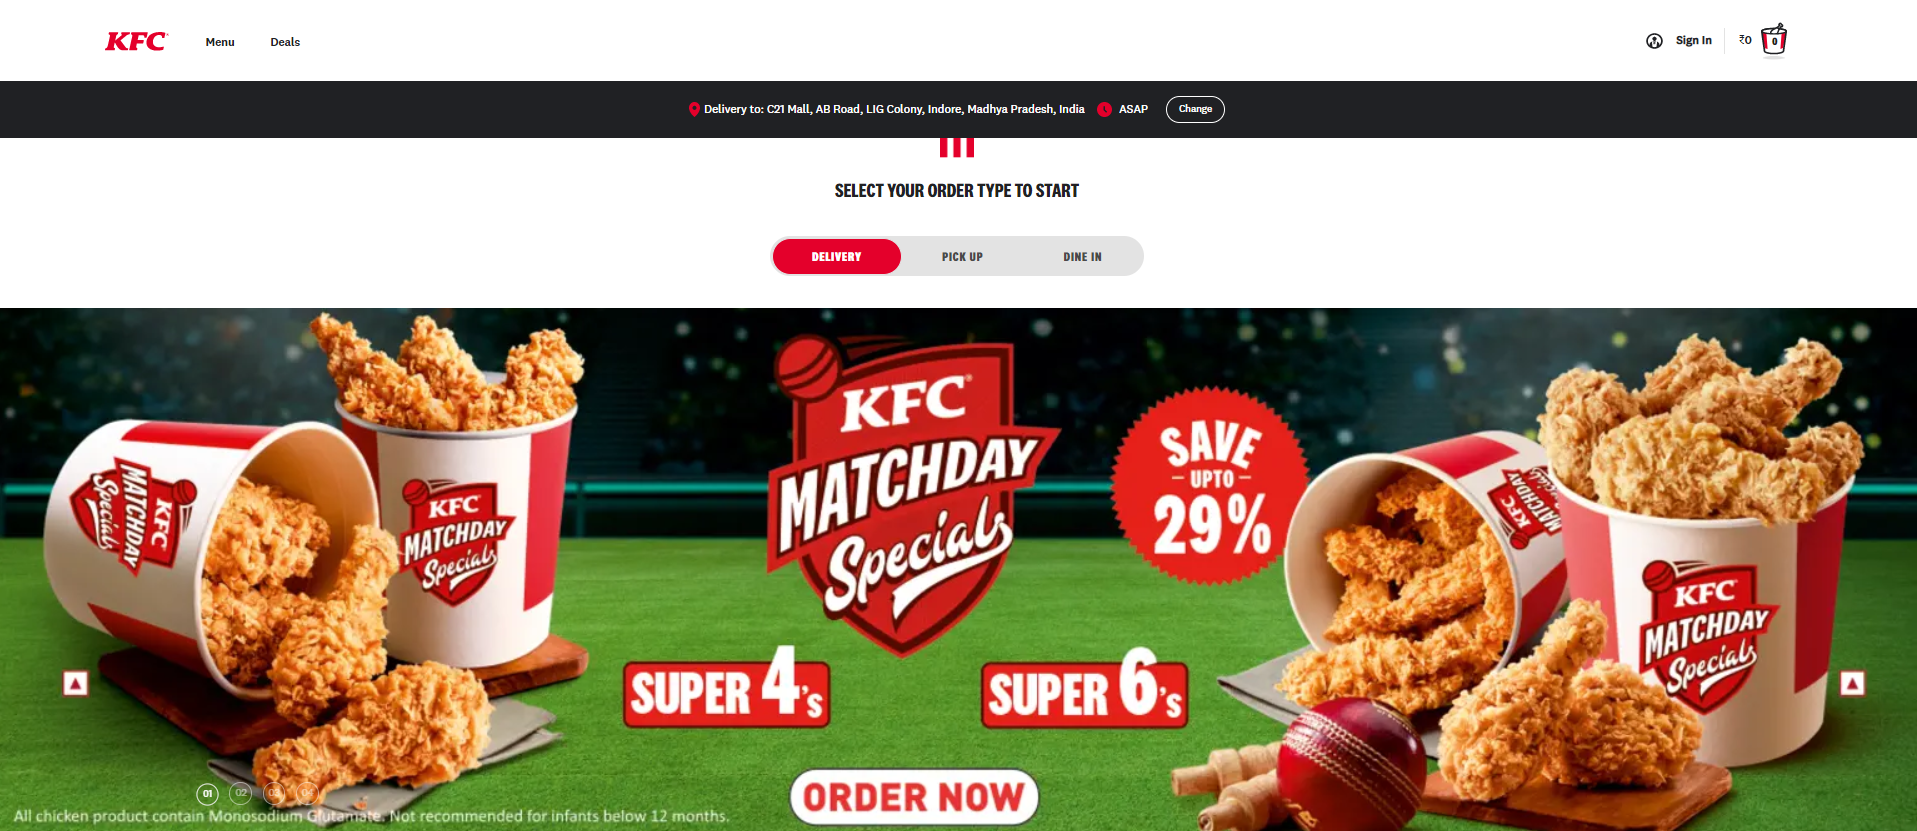 KFC
Menu
Deals
Sign In
₹0
0
Delivery to: C21 Mall, AB Road, LIG Colony, Indore, Madhya Pradesh, India
ASAP
Change
SELECT YOUR ORDER TYPE TO START
DELIVERY
PICK UP
DINE IN
KFC
MATCHDAY
Specials
KFC
MATCHDAY
Specials
KFC
MATCHDAY
Specials
SAVE
- UPTO -
29%
KFC
MATCHDAY
Specials
KFC
MATCHDAY
Specials
SUPER 4's
SUPER 6's
ORDER NOW
01
02
03
04
All chicken product contain Monosodium Glutamate. Not recommended for infants below 12 months.